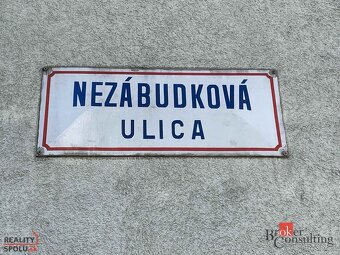 NEZÁBUDKOVÁ
ULICA
REALITY
SPOLU
Broker
Consulting